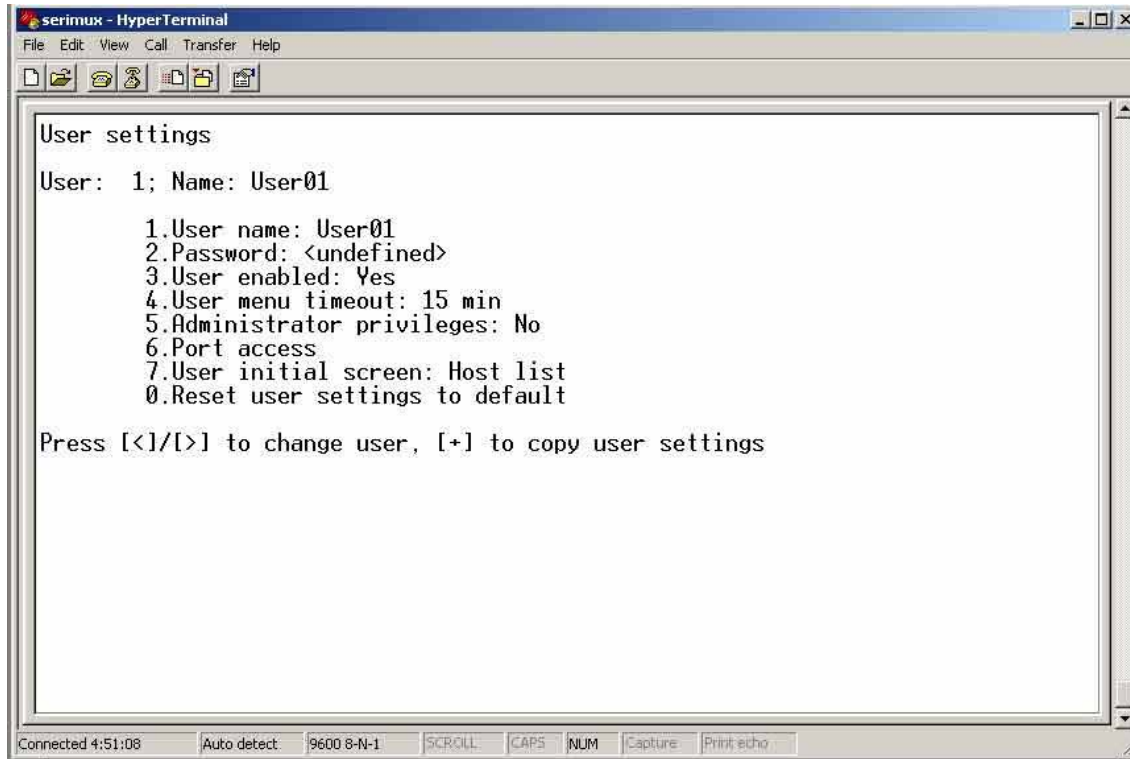 serimux - HyperTerminal
File Edit View Call Transfer Help
User settings
User: 1; Name: User01
1.User name: User01
2.Password: <undefined>
3.User enabled: Yes
4.User menu timeout: 15 min
5.Administrator privileges: No
6.Port access
7.User initial screen: Host list
0.Reset user settings to default
Press [<]/[>] to change user, [+] to copy user settings
Connected 4:51:08 Auto detect 9600 8-N-1 SCROLL CAPS NUM Capture Print echo